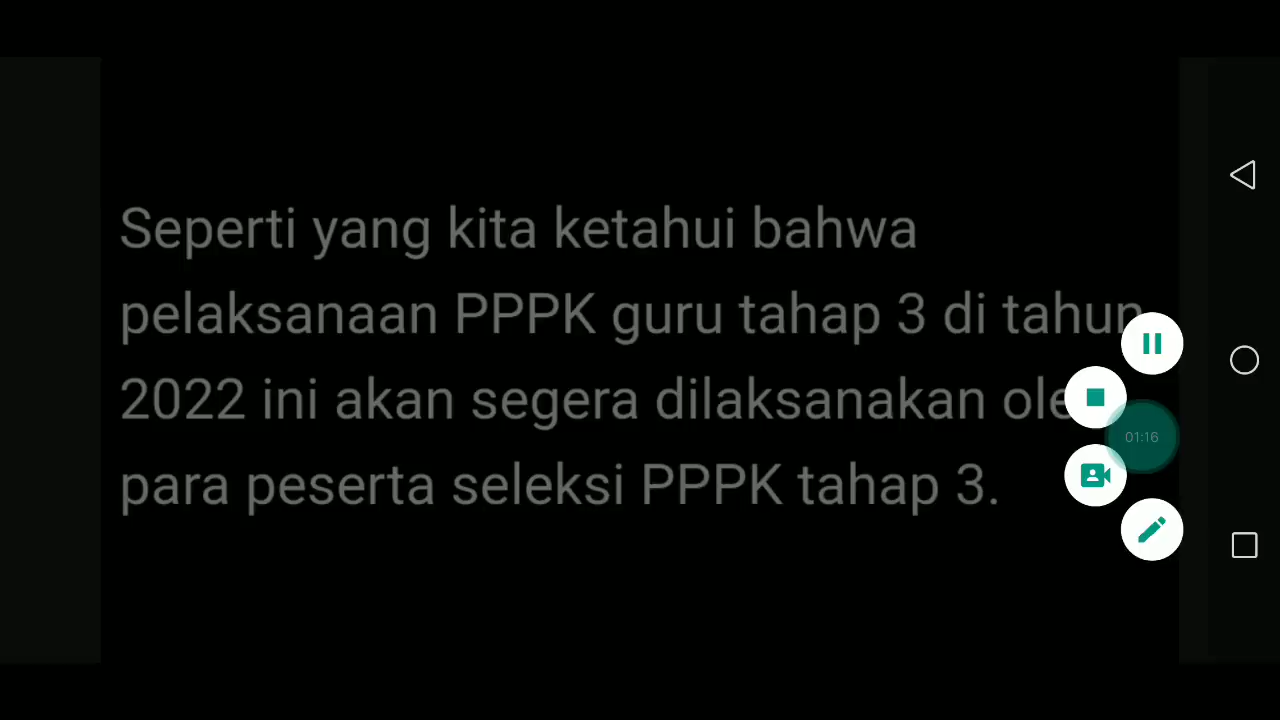 Seperti yang kita ketahui bahwa
pelaksanaan PPPK guru tahap 3 di tahun
2022 ini akan segera dilaksanakan
para peserta seleksi PPPK tahap 3.
01:16